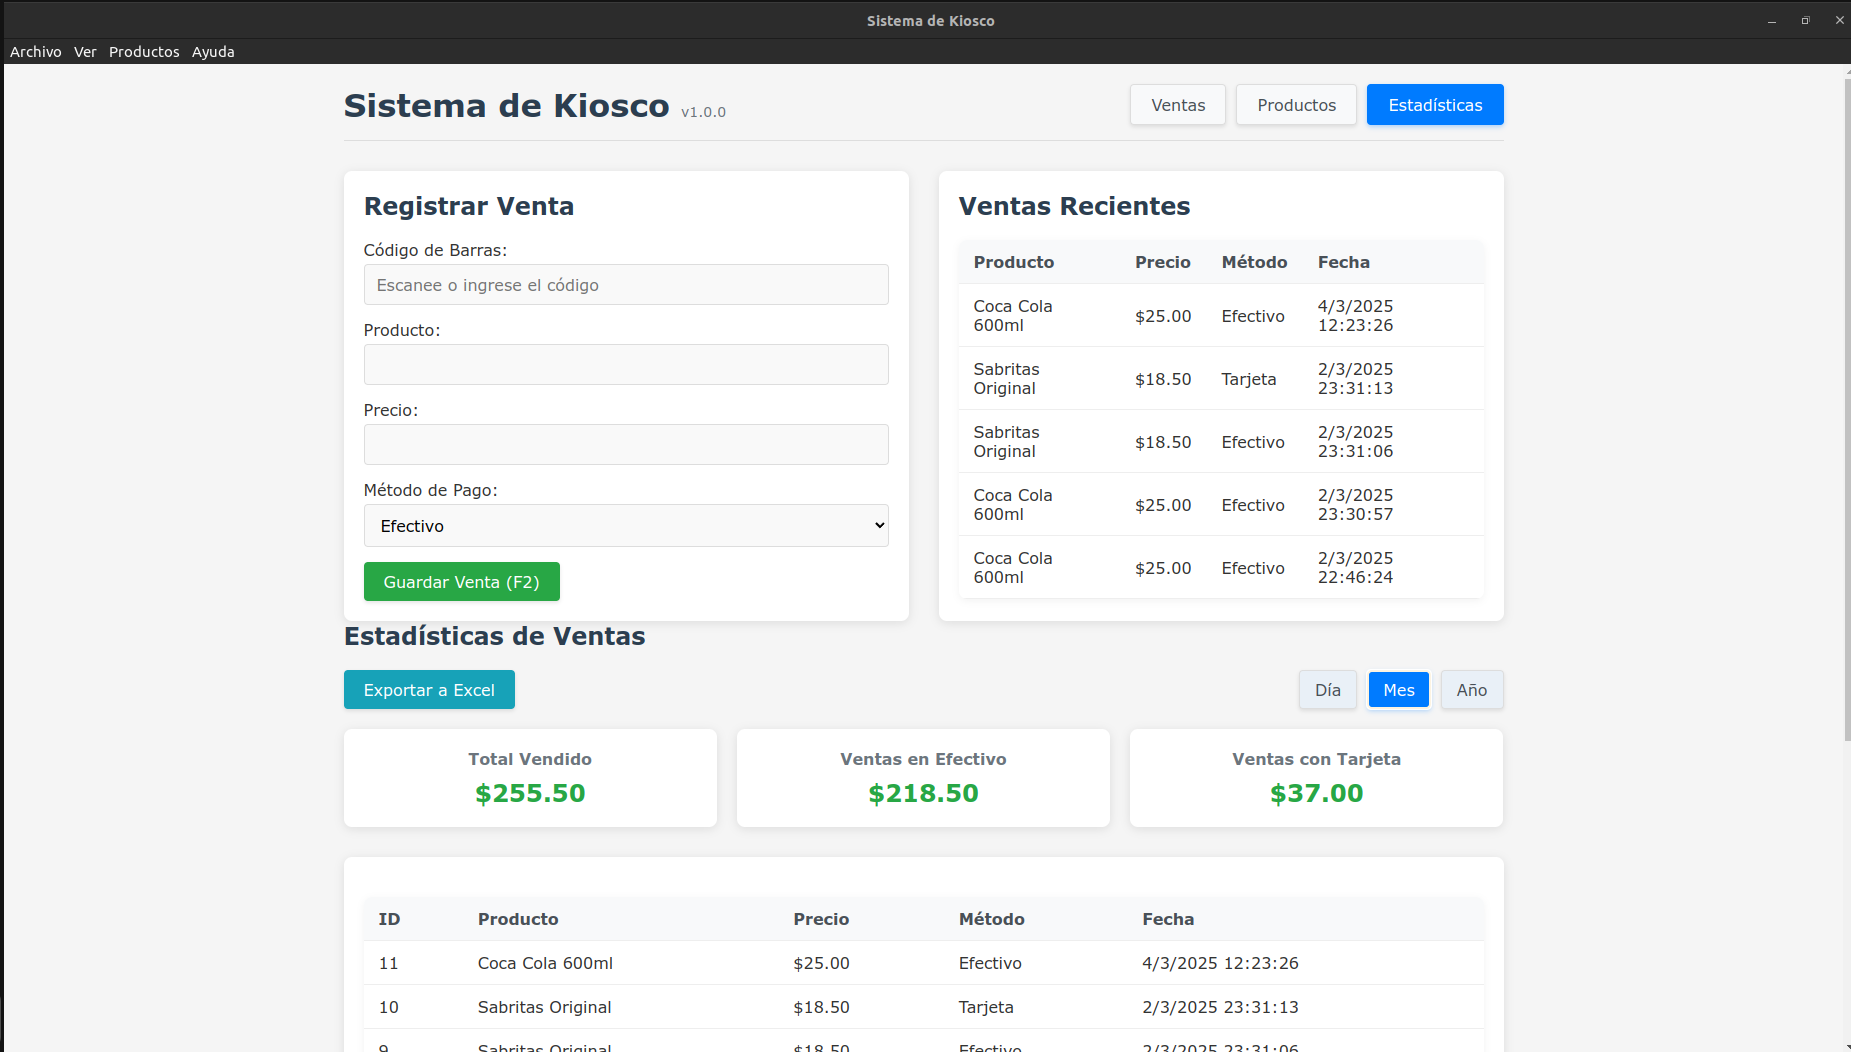 Sistema de Kiosco
Archivo Ver Productos Ayuda
Sistema de Kiosco v1.0.0
Ventas Productos Estadísticas
Registrar Venta
Código de Barras:
Escanee o ingrese el código
Producto:
Precio:
Método de Pago:
Efectivo
Guardar Venta (F2)
Ventas Recientes
Producto Precio Método Fecha
Coca Cola 600ml $25.00 Efectivo 4/3/2025 12:23:26
Sabritas Original $18.50 Tarjeta 2/3/2025 23:31:13
Sabritas Original $18.50 Efectivo 2/3/2025 23:31:06
Coca Cola 600ml $25.00 Efectivo 2/3/2025 23:30:57
Coca Cola 600ml $25.00 Efectivo 2/3/2025 22:46:24
Estadísticas de Ventas
Exportar a Excel
Día Mes Año
Total Vendido
$255.50
Ventas en Efectivo
$218.50
Ventas con Tarjeta
$37.00
ID Producto Precio Método Fecha
11 Coca Cola 600ml $25.00 Efectivo 4/3/2025 12:23:26
10 Sabritas Original $18.50 Tarjeta 2/3/2025 23:31:13
9 Sabritas Original $18.50 Efectivo 2/3/2025 23:31:06